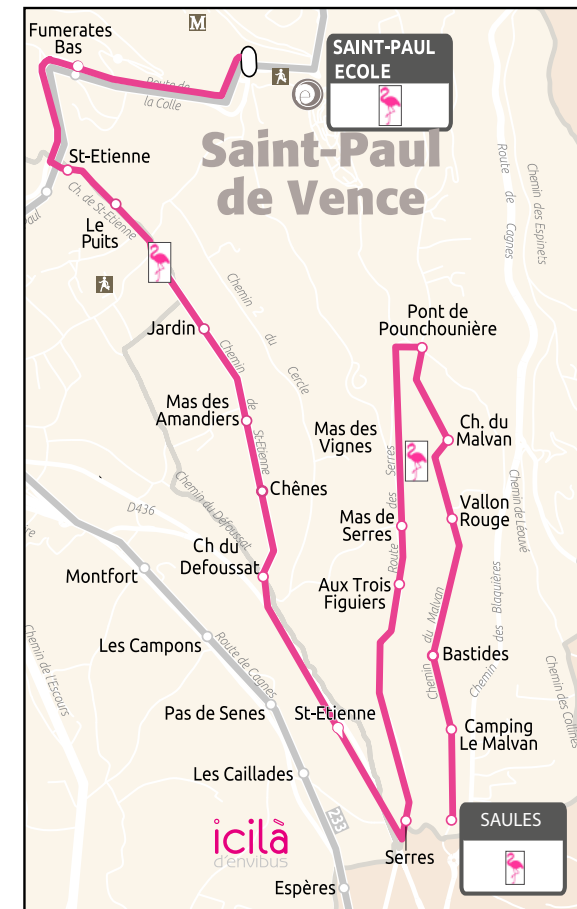 Fumerates
Bas
M
SAINT-PAUL
ECOLE
e
Route de
la Colle
Saint-Paul
de Vence
St-Etienne
Ch. de St-Etienne
Le
Puits
Route de Cagnes
Chemin des Espinets
Chemin du Cercle
Pont de
Pounchounière
Jardin
Chemin de St-Etienne
Mas des
Amandiers
Mas des
Vignes
Ch. du
Malvan
Chênes
Chemin du Défoussat
D436
Route des Serres
Mas de
Serres
Vallon
Rouge
Chemin de Léouvé
Ch du
Defoussat
Montfort
Aux Trois
Figuiers
Chemin du Malvan
Chemin des Blaquières
Chemin de l'Escours
Les Campons
Route de Cagnes
Bastides
Chemin des Collines
Pas de Senes
St-Etienne
Camping
Le Malvan
Les Caillades
233
SAULES
icilà
d'envibus
Serres
Espères